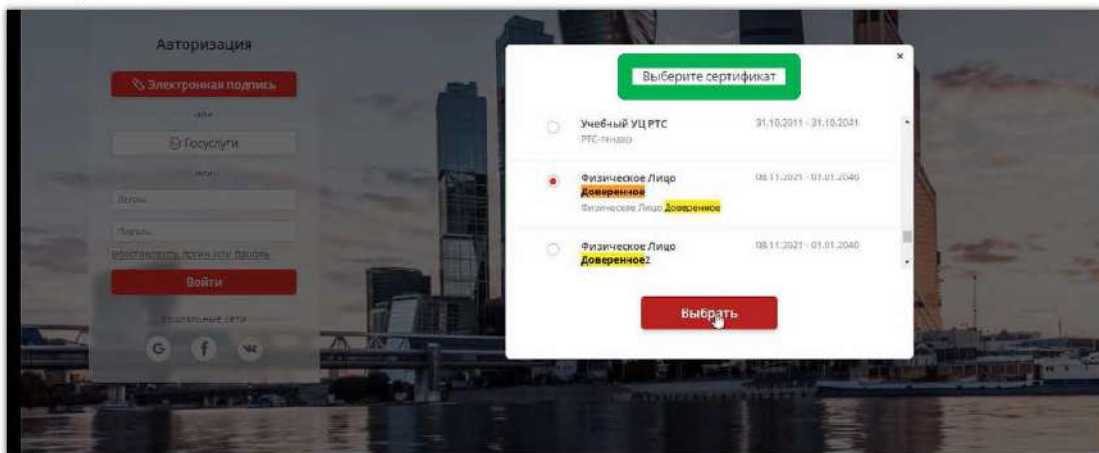 Авторизация
Электронная подпись
или
Госуслуги
или
Логин
Пароль
Восстановить логин или пароль
Войти
Социальные сети
Выберите сертификат
×
Учебный УЦ РТС
31.10.2011 - 31.10.2041
РТС-тендер
Физическое Лицо
08.11.2021 - 01.01.2040
Доверенное
Физическое Лицо Доверенное
Физическое Лицо
08.11.2021 - 01.01.2040
Доверенное2
Выбрать